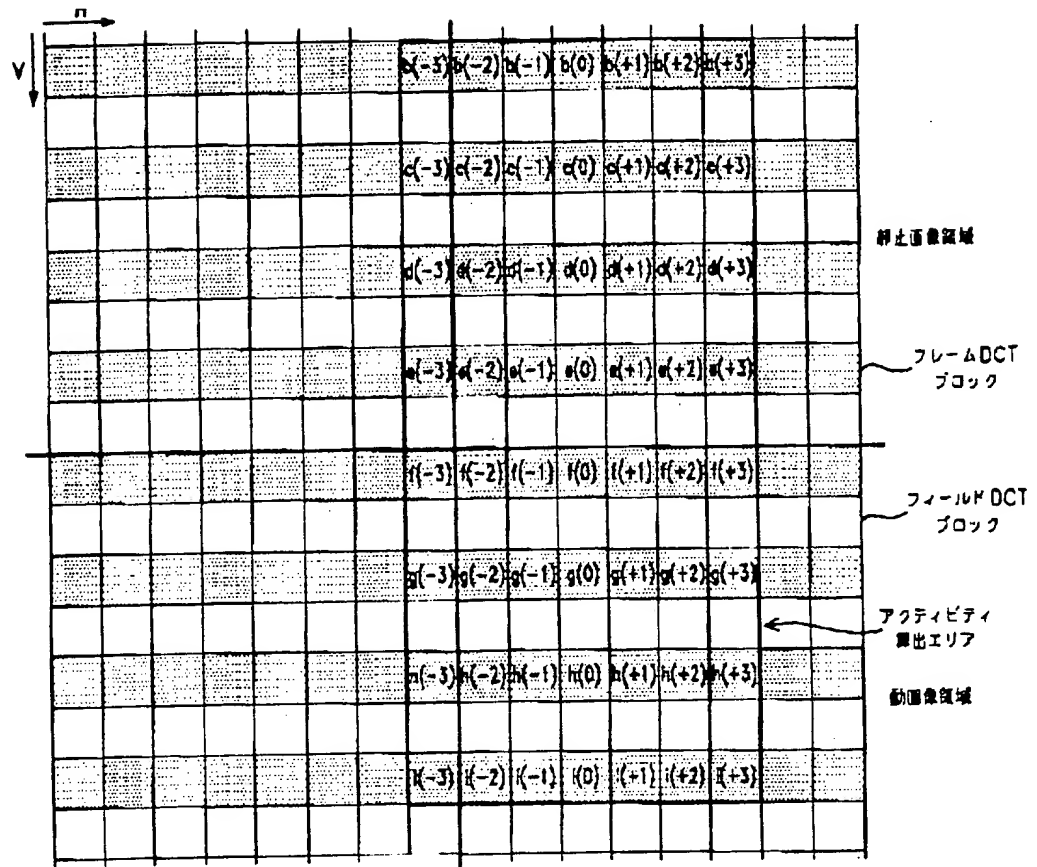 H
V
b(-3) b(-2) b(-1) b(0) b(+1) b(+2) b(+3)
c(-3) c(-2) c(-1) c(0) c(+1) c(+2) c(+3)
静止画像領域
d(-3) d(-2) d(-1) d(0) d(+1) d(+2) d(+3)
フレームDCT
ブロック
e(-3) e(-2) e(-1) e(0) e(+1) e(+2) e(+3)
f(-3) f(-2) f(-1) f(0) f(+1) f(+2) f(+3)
フィールドDCT
ブロック
g(-3) g(-2) g(-1) g(0) g(+1) g(+2) g(+3)
アクティビティ
算出エリア
h(-3) h(-2) h(-1) h(0) h(+1) h(+2) h(+3)
動画像領域
i(-3) i(-2) i(-1) i(0) i(+1) i(+2) i(+3)